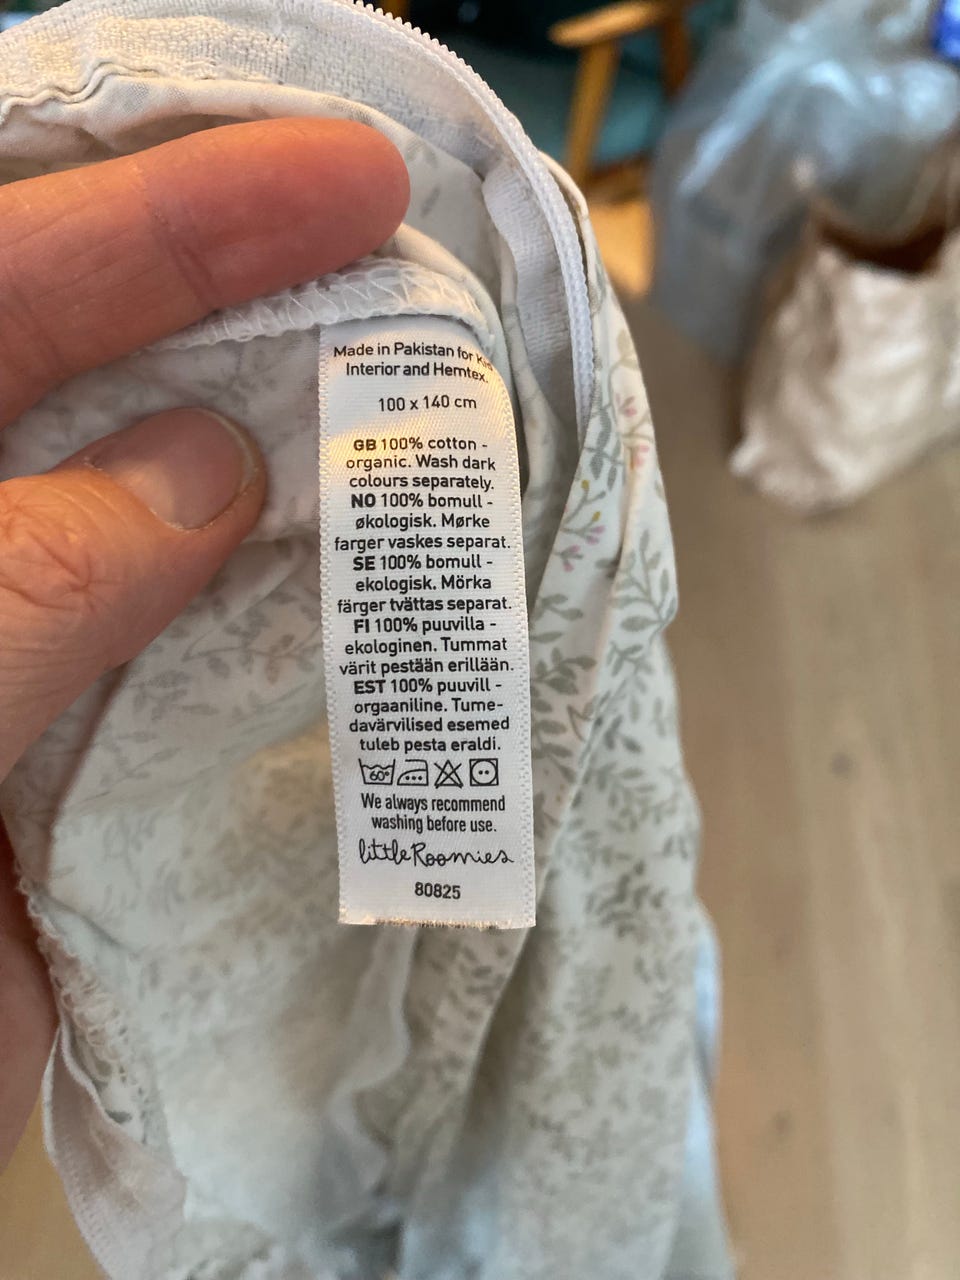 Made in Pakistan for
Interior and Hemtex.
100 x 140 cm
GB 100% cotton -
organic. Wash dark
colours separately.
NO 100% bomull -
økologisk. Mørke
farger vaskes separat.
SE 100% bomull -
ekologisk. Mörka
färger tvättas separat.
FI 100% puuvilla -
ekologinen. Tummat
värit pestään erillään.
EST 100% puuvill -
orgaaniline. Tume-
davärvilised esemed
tuleb pesta eraldi.
60°
We always recommend
washing before use.
littleRoomies
80825